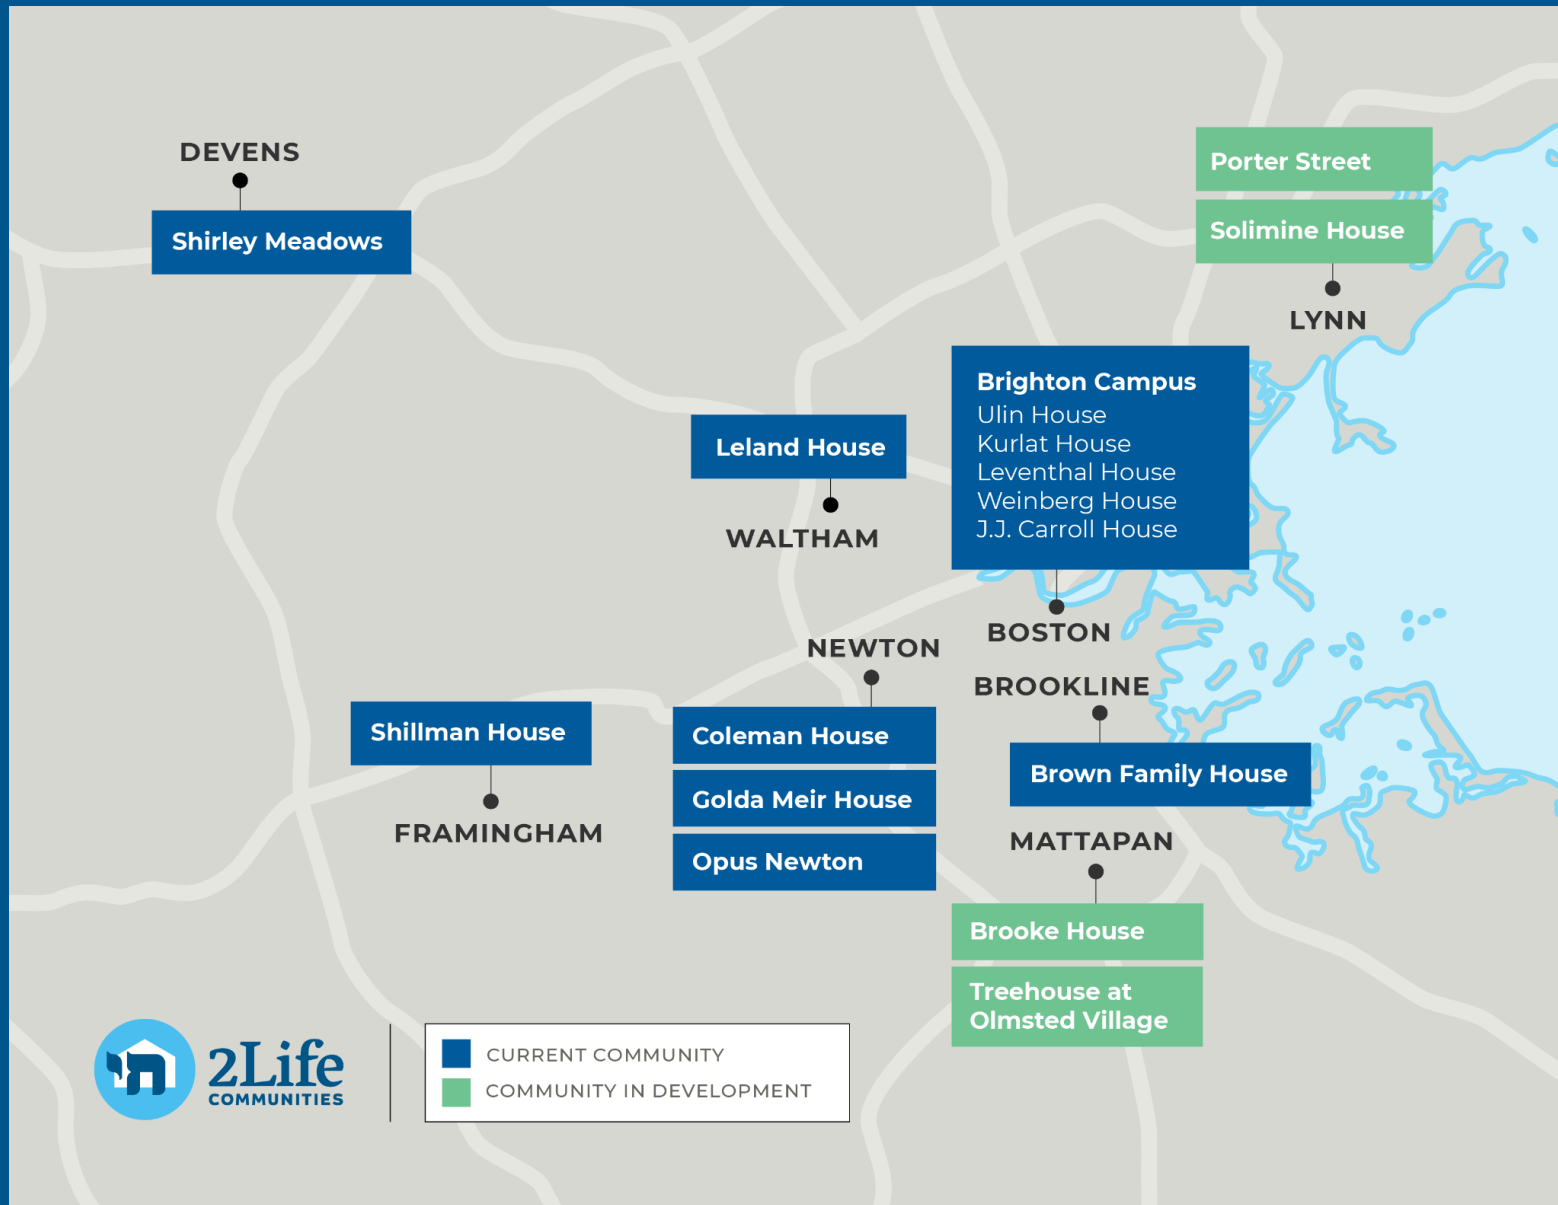 DEVENS
Shirley Meadows
Porter Street
Solimine House
LYNN
Brighton Campus
Ulin House
Kurlat House
Leventhal House
Weinberg House
J.J. Carroll House
BOSTON
Leland House
WALTHAM
NEWTON
Coleman House
Golda Meir House
Opus Newton
BROOKLINE
Brown Family House
Shillman House
FRAMINGHAM
MATTAPAN
Brooke House
Treehouse at
Olmsted Village
חי
2Life
COMMUNITIES
CURRENT COMMUNITY
COMMUNITY IN DEVELOPMENT